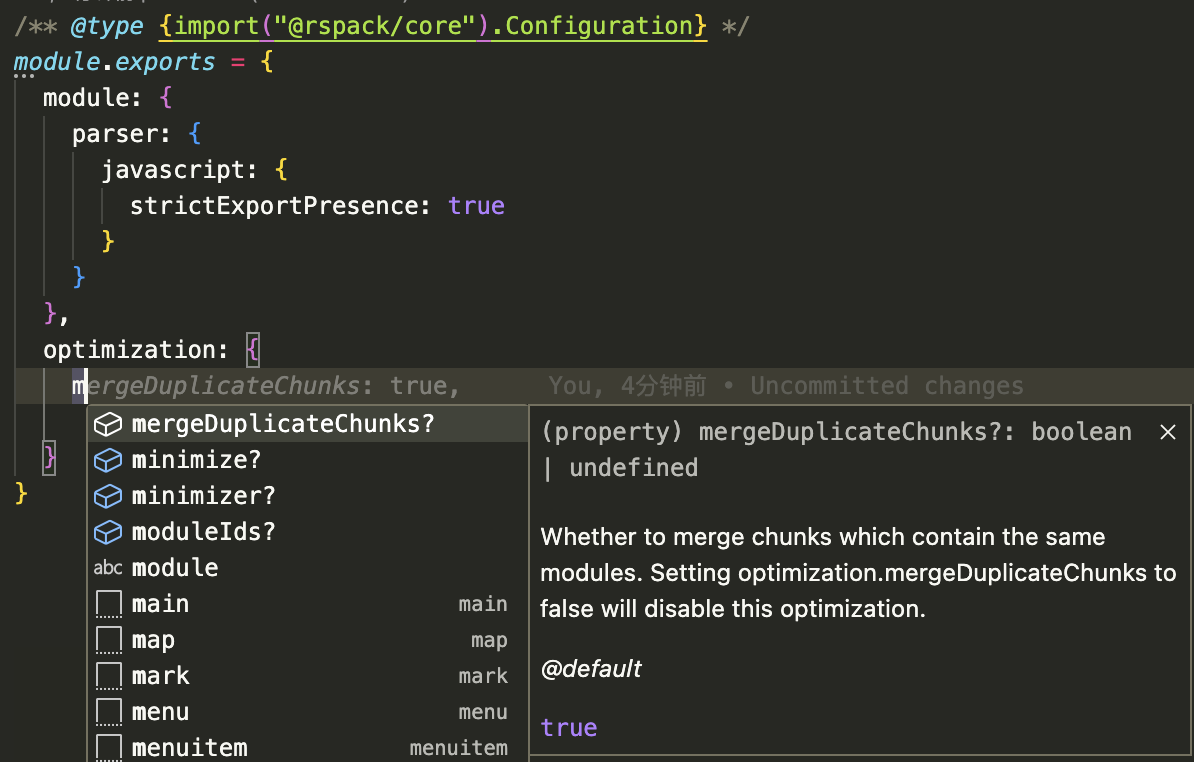 /** @type {import("@rspack/core").Configuration} */
module.exports = {
module: {
parser: {
javascript: {
strictExportPresence: true
}
}
},
optimization: {
mergeDuplicateChunks: true, You, 4分钟前 • Uncommitted changes
mergeDuplicateChunks?
minimize?
minimizer?
moduleIds?
abc module
main main
map map
mark mark
menu menu
menuitem menuitem
(property) mergeDuplicateChunks?: boolean
| undefined
Whether to merge chunks which contain the same
modules. Setting optimization.mergeDuplicateChunks to
false will disable this optimization.
@default
true
}
}